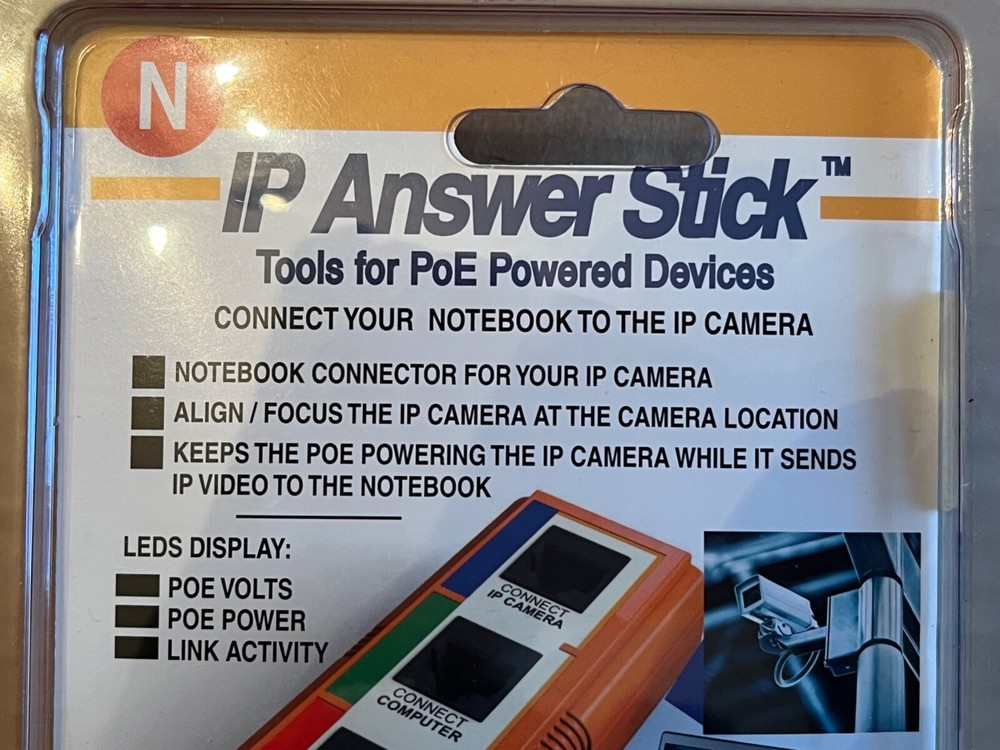 N
IP Answer Stick™
Tools for PoE Powered Devices
CONNECT YOUR NOTEBOOK TO THE IP CAMERA
NOTEBOOK CONNECTOR FOR YOUR IP CAMERA
ALIGN / FOCUS THE IP CAMERA AT THE CAMERA LOCATION
KEEPS THE POE POWERING THE IP CAMERA WHILE IT SENDS
IP VIDEO TO THE NOTEBOOK
LEDS DISPLAY:
POE VOLTS
POE POWER
LINK ACTIVITY
CONNECT
IP CAMERA
CONNECT
COMPUTER